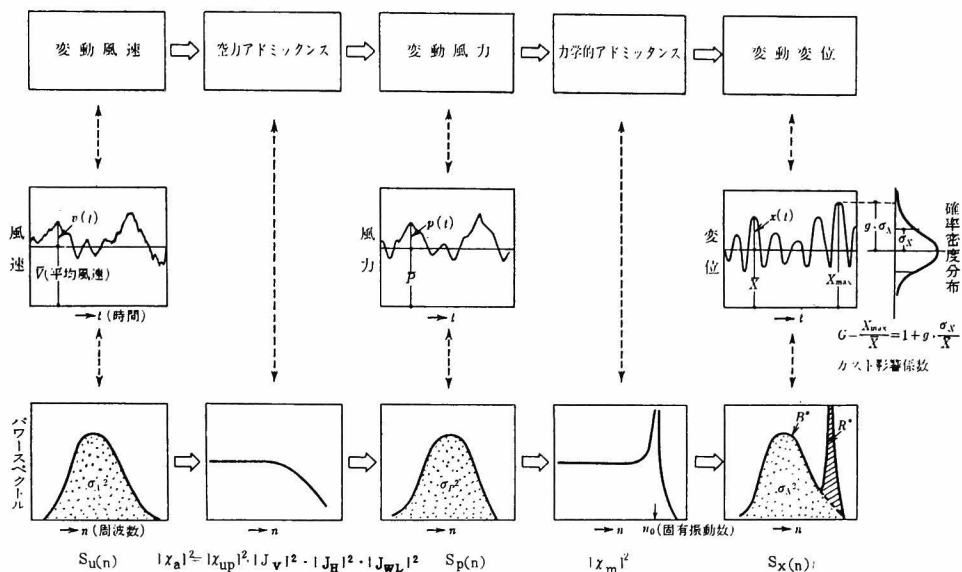 変動風速
空力アドミッタンス
変動風力
力学的アドミッタンス
変動変位
風速
v(t)
V̄(平均風速)
t(時間)
風力
p(t)
P̄
t
変位
x(t)
X̄
Xmax
t
g·σX
σX
確率密度分布
G=Xmax/X̄=1+g·σX/X̄
ガスト影響係数
パワースペクトル
σV²
n(周波数)
n
σP²
n
n
n₀(固有振動数)
B*
R*
σX²
n
Su(n)
|χa|²=|χup|²·|JV|²·|JH|²·|JWL|²
Sp(n)
|χm|²
Sx(n)